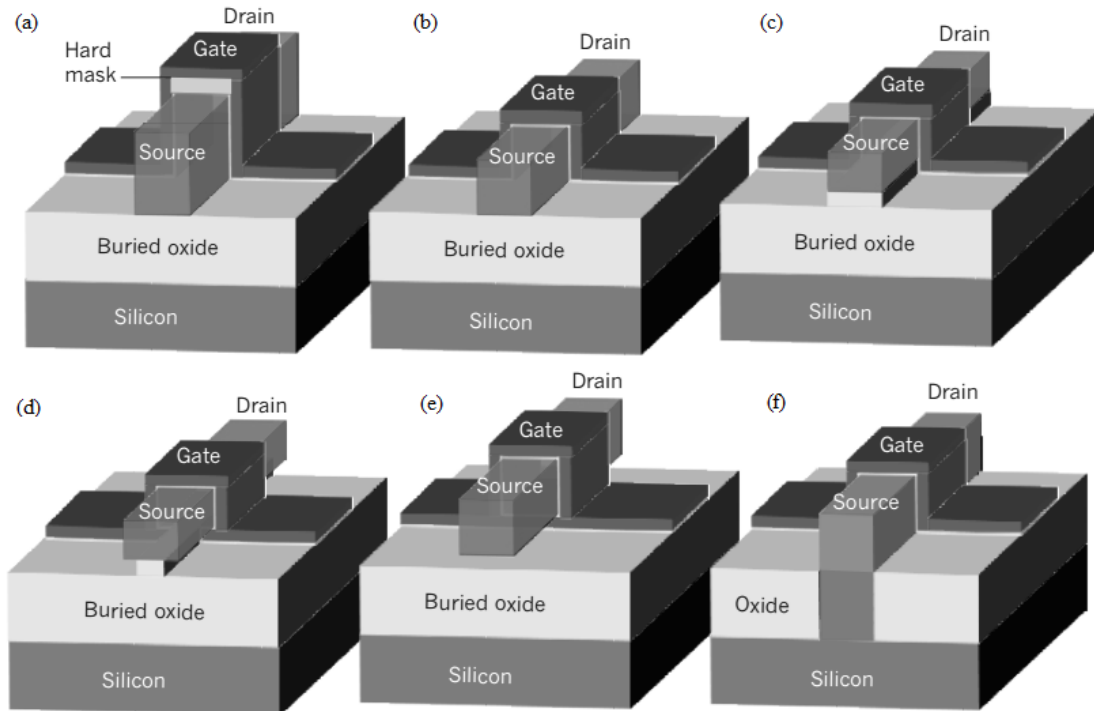 (a)
Drain
Gate
Hard
mask
Source
Buried oxide
Silicon
(b)
Drain
Gate
Source
Buried oxide
Silicon
(c)
Drain
Gate
Source
Buried oxide
Silicon
(d)
Drain
Gate
Source
Buried oxide
Silicon
(e)
Drain
Gate
Source
Buried oxide
Silicon
(f)
Drain
Gate
Source
Oxide
Silicon